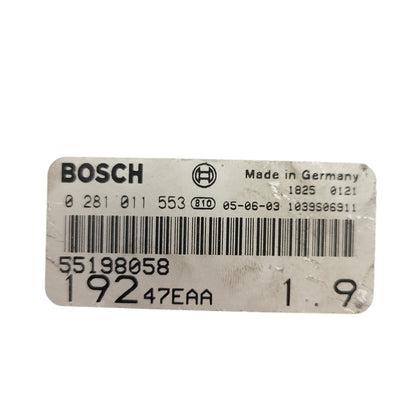 BOSCH Made in Germany
1825 0121
0 281 011 553 810 05-06-03 1039S06911
55198058
192 47EAA 1.9